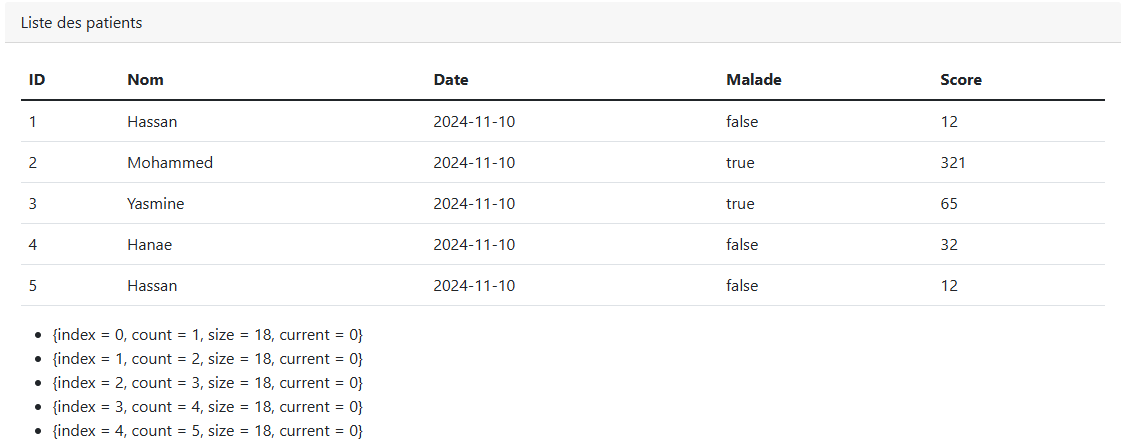 Liste des patients
ID Nom Date Malade Score
1 Hassan 2024-11-10 false 12
2 Mohammed 2024-11-10 true 321
3 Yasmine 2024-11-10 true 65
4 Hanae 2024-11-10 false 32
5 Hassan 2024-11-10 false 12
• {index = 0, count = 1, size = 18, current = 0}
• {index = 1, count = 2, size = 18, current = 0}
• {index = 2, count = 3, size = 18, current = 0}
• {index = 3, count = 4, size = 18, current = 0}
• {index = 4, count = 5, size = 18, current = 0}